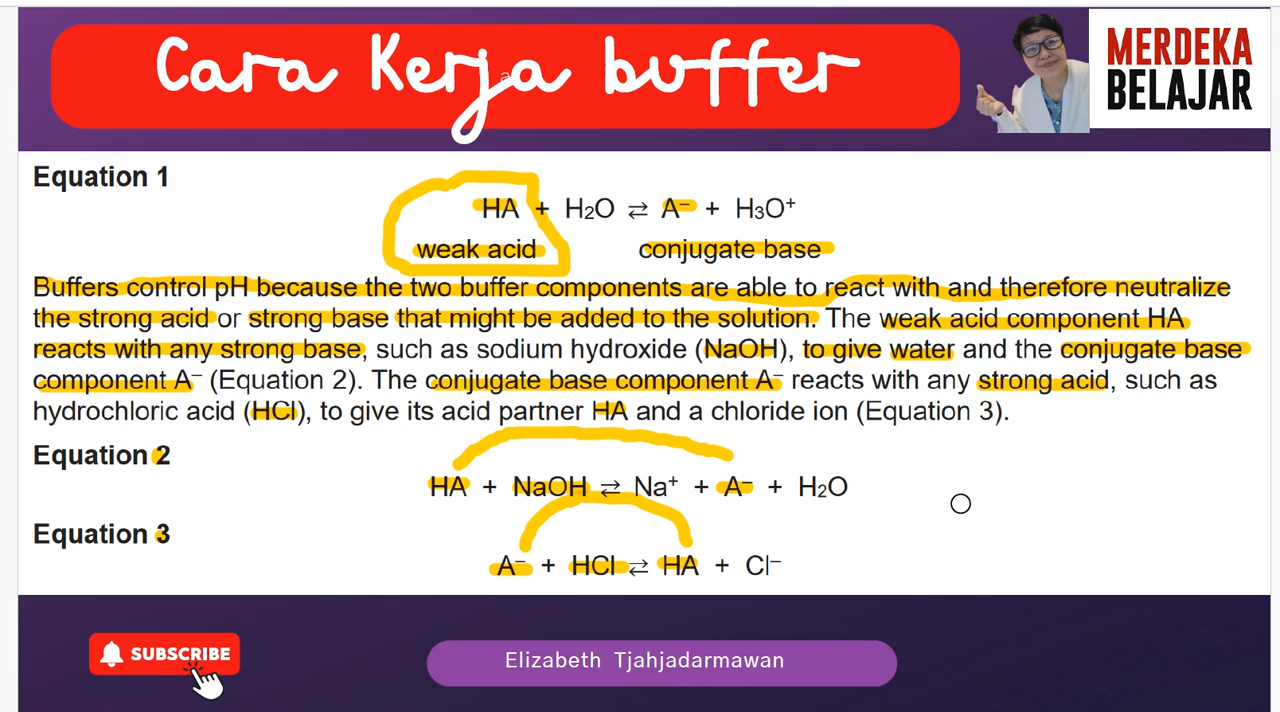 Cara Kerja buffer
MERDEKA
BELAJAR
Equation 1
HA + H₂O ⇄ A⁻ + H₃O⁺
weak acid conjugate base
Buffers control pH because the two buffer components are able to react with and therefore neutralize
the strong acid or strong base that might be added to the solution. The weak acid component HA
reacts with any strong base, such as sodium hydroxide (NaOH), to give water and the conjugate base
component A⁻ (Equation 2). The conjugate base component A⁻ reacts with any strong acid, such as
hydrochloric acid (HCl), to give its acid partner HA and a chloride ion (Equation 3).
Equation 2
HA + NaOH ⇄ Na⁺ + A⁻ + H₂O
Equation 3
A⁻ + HCl ⇄ HA + Cl⁻
SUBSCRIBE
Elizabeth Tjahjadarmawan